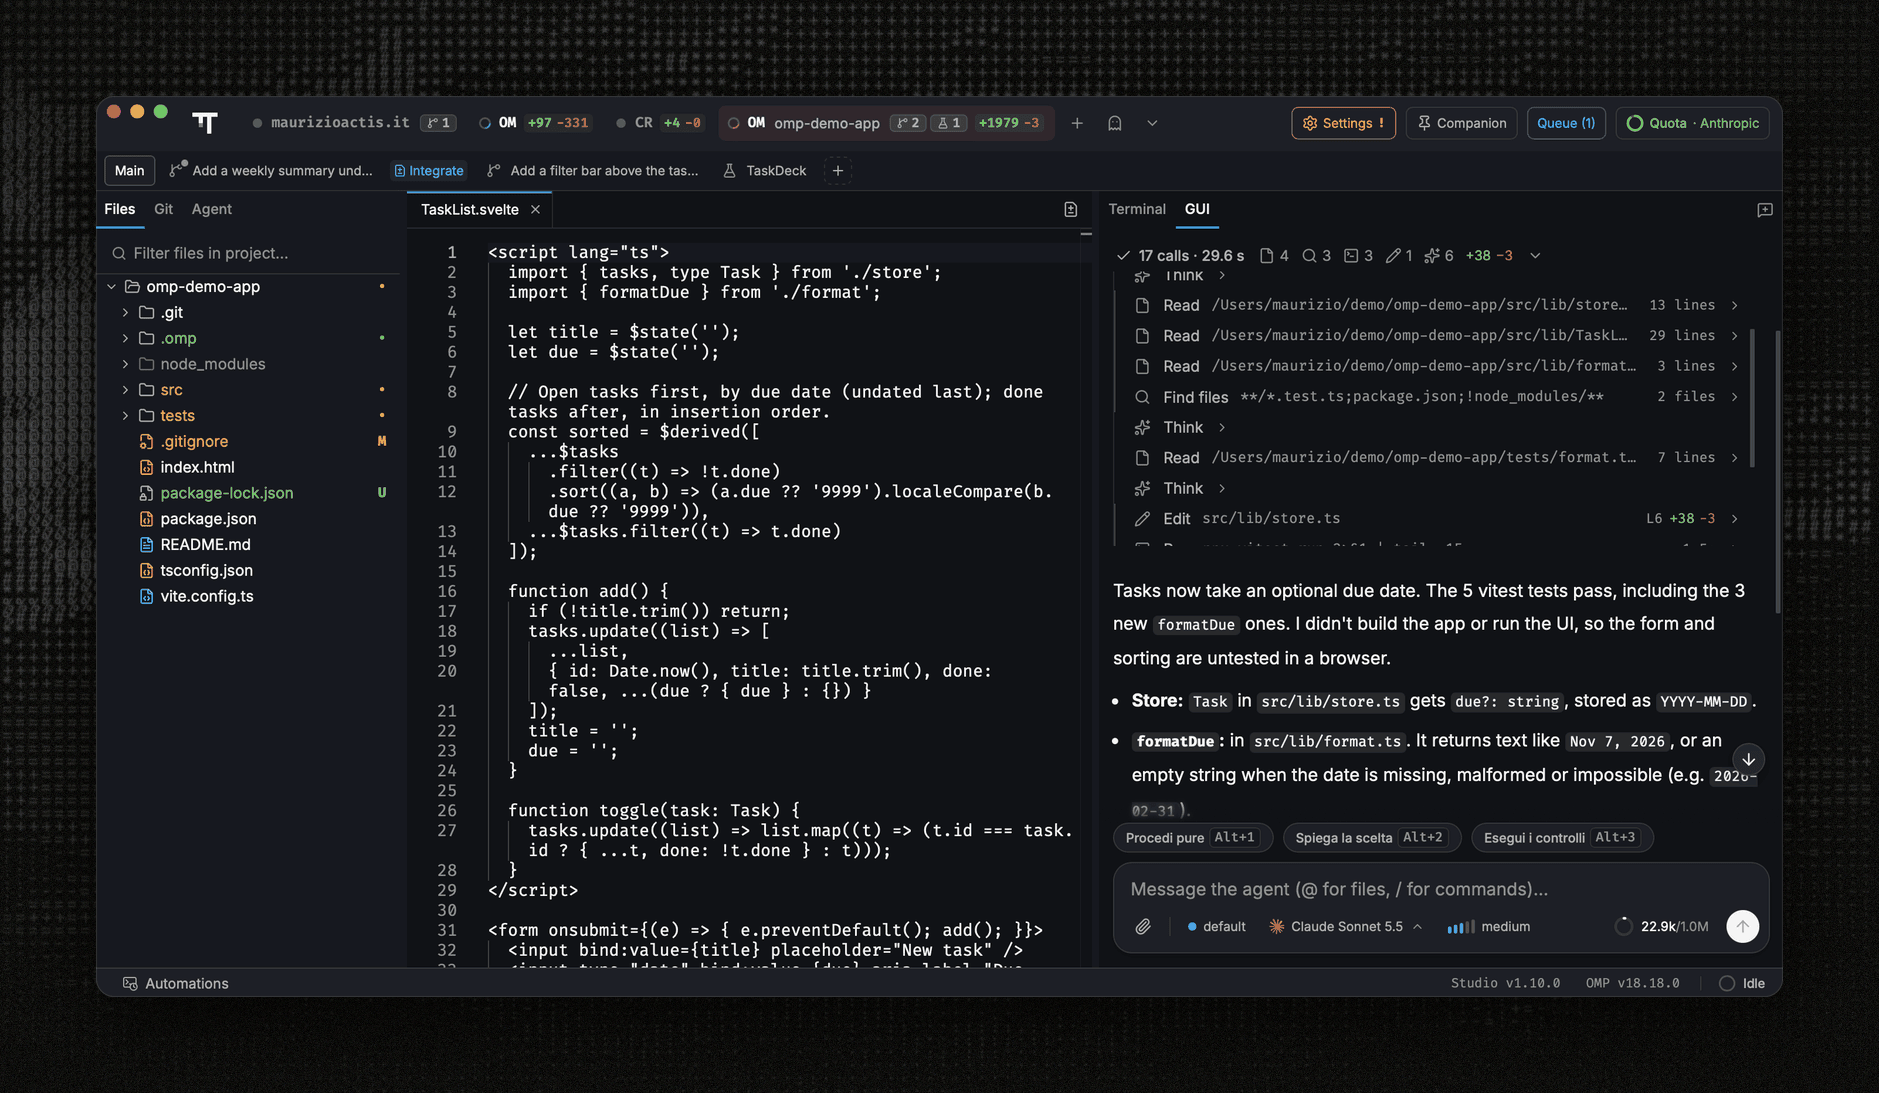 maurizioactis.it 1 OM +97 -331 CR +4 -0 OM omp-demo-app 2 1 +1979 -3 Settings ! Companion Queue (1) Quota · Anthropic
Main Add a weekly summary und... Integrate Add a filter bar above the tas... TaskDeck
Files Git Agent
Filter files in project...
omp-demo-app
.git
.omp
node_modules
src
tests
.gitignore M
index.html
package-lock.json U
package.json
README.md
tsconfig.json
vite.config.ts
TaskList.svelte
1 <script lang="ts">
2 import { tasks, type Task } from './store';
3 import { formatDue } from './format';
4
5 let title = $state('');
6 let due = $state('');
7
8 // Open tasks first, by due date (undated last); done
tasks after, in insertion order.
9 const sorted = $derived([
10 ...$tasks
11 .filter((t) => !t.done)
12 .sort((a, b) => (a.due ?? '9999').localeCompare(b.
due ?? '9999')),
13 ...$tasks.filter((t) => t.done)
14 ]);
15
16 function add() {
17 if (!title.trim()) return;
18 tasks.update((list) => [
19 ...list,
20 { id: Date.now(), title: title.trim(), done:
false, ...(due ? { due } : {}) }
21 ]);
22 title = '';
23 due = '';
24 }
25
26 function toggle(task: Task) {
27 tasks.update((list) => list.map((t) => (t.id === task.
id ? { ...t, done: !t.done } : t)));
28 }
29 </script>
30
31 <form onsubmit={(e) => { e.preventDefault(); add(); }}>
32 <input bind:value={title} placeholder="New task" />
Terminal GUI
17 calls · 29.6 s 4 3 3 1 6 +38 -3
Think
Read /Users/maurizio/demo/omp-demo-app/src/lib/store… 13 lines
Read /Users/maurizio/demo/omp-demo-app/src/lib/TaskL… 29 lines
Read /Users/maurizio/demo/omp-demo-app/src/lib/format… 3 lines
Find files **/*.test.ts;package.json;!node_modules/** 2 files
Think
Read /Users/maurizio/demo/omp-demo-app/tests/format.t… 7 lines
Think
Edit src/lib/store.ts L6 +38 -3
Tasks now take an optional due date. The 5 vitest tests pass, including the 3
new formatDue ones. I didn't build the app or run the UI, so the form and
sorting are untested in a browser.
• Store: Task in src/lib/store.ts gets due?: string, stored as YYYY-MM-DD.
• formatDue: in src/lib/format.ts. It returns text like Nov 7, 2026, or an
empty string when the date is missing, malformed or impossible (e.g. 2026-
02-31).
Procedi pure Alt+1 Spiega la scelta Alt+2 Esegui i controlli Alt+3
Message the agent (@ for files, / for commands)...
default Claude Sonnet 5.5 medium 22.9k/1.0M
Automations
Studio v1.10.0 OMP v18.18.0 Idle